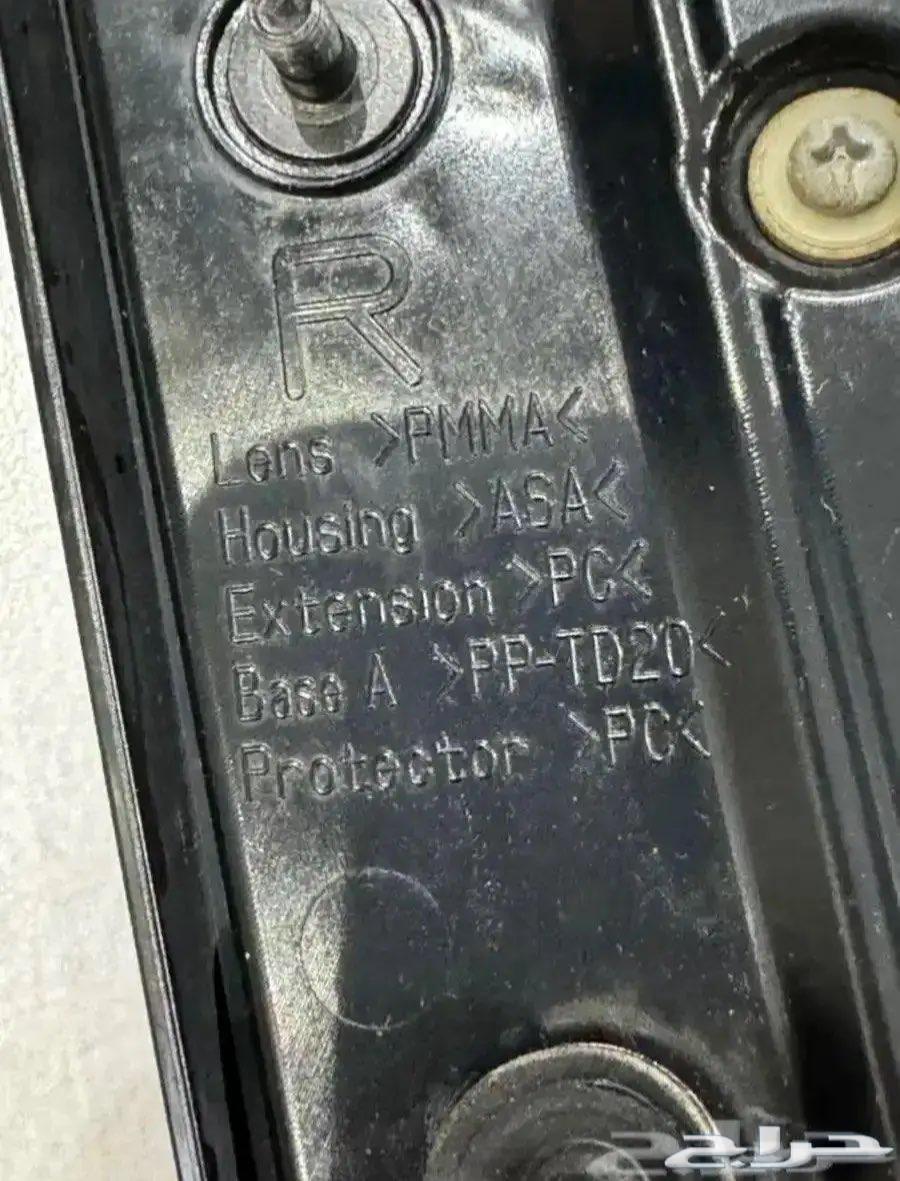 R
Lens >PMMA<
Housing >ASA<
Extension >PC<
Base A >PP-TD20<
Protector >PC<
حراج